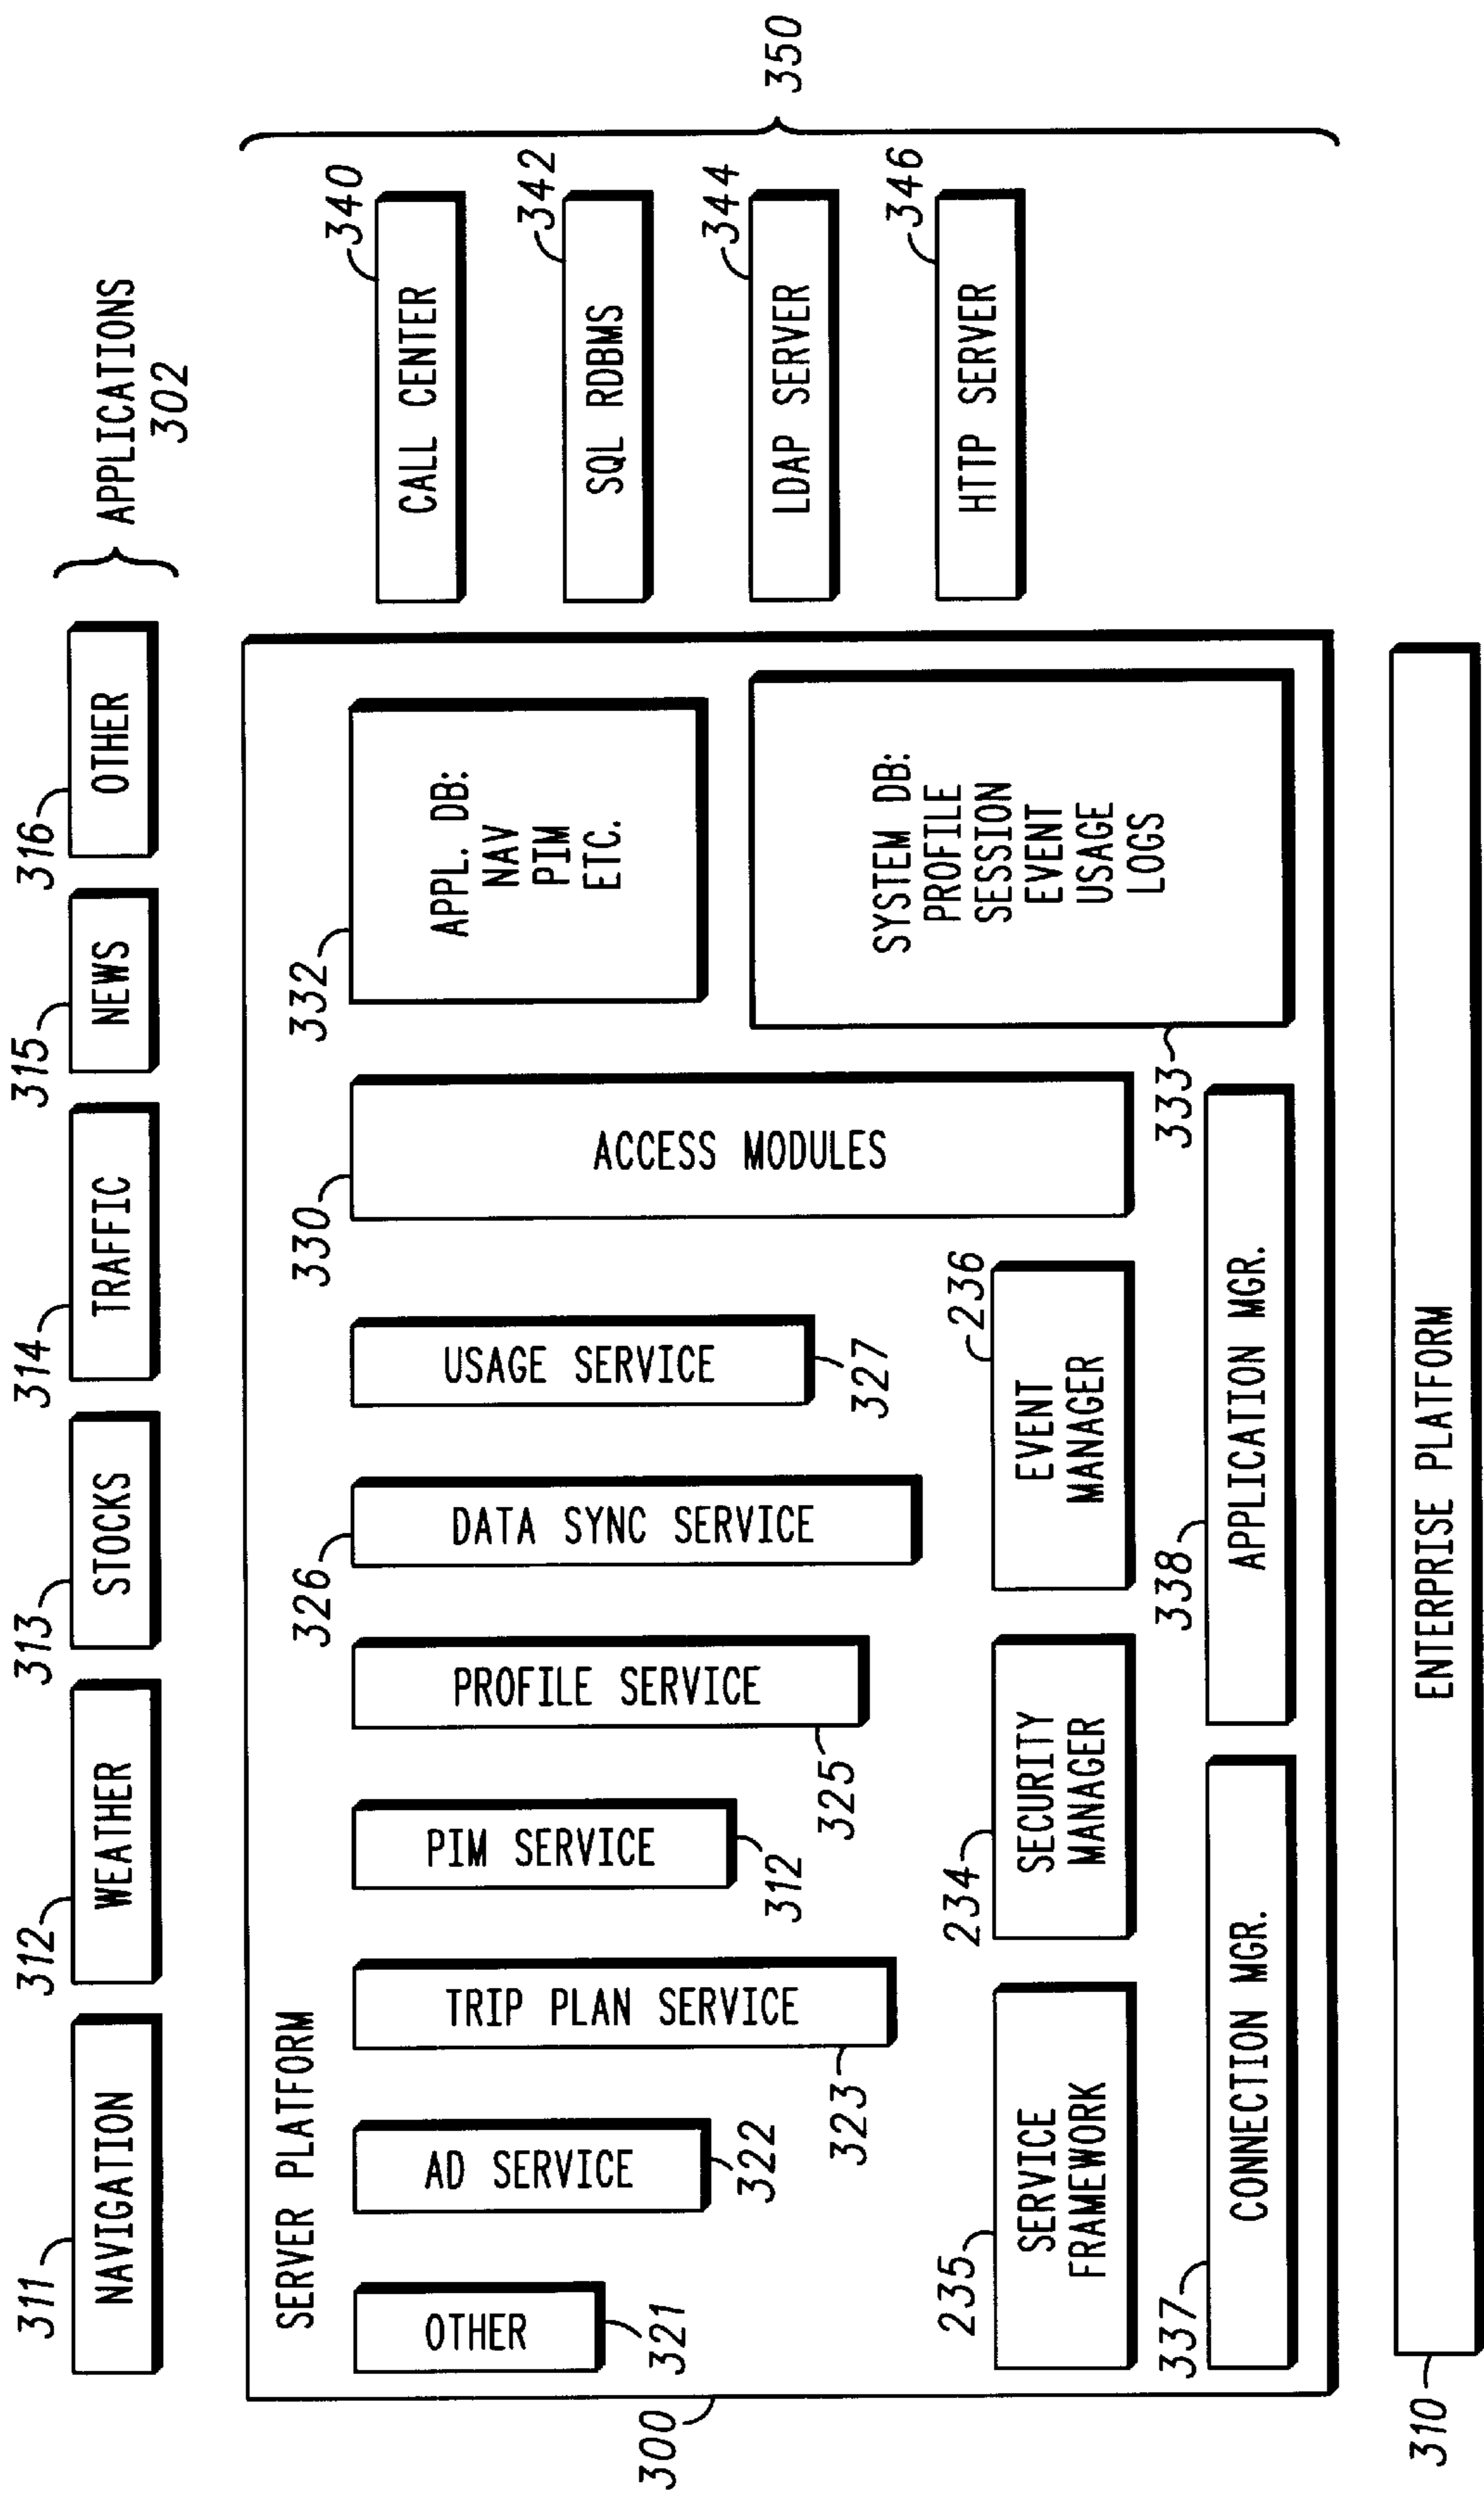 311
312
313
314
315
316
NAVIGATION
WEATHER
STOCKS
TRAFFIC
NEWS
OTHER
APPLICATIONS
302
300
SERVER PLATFORM
OTHER
321
AD SERVICE
322
TRIP PLAN SERVICE
323
PIM SERVICE
312
PROFILE SERVICE
325
326
DATA SYNC SERVICE
USAGE SERVICE
327
330
ACCESS MODULES
332
APPL. DB:
NAV
PIM
ETC.
SYSTEM DB:
PROFILE
SESSION
EVENT
USAGE
LOGS
333
235
SERVICE
FRAMEWORK
234
SECURITY
MANAGER
236
EVENT
MANAGER
337
CONNECTION MGR.
338
APPLICATION MGR.
340
CALL CENTER
342
SQL RDBMS
344
LDAP SERVER
346
HTTP SERVER
350
310
ENTERPRISE PLATFORM